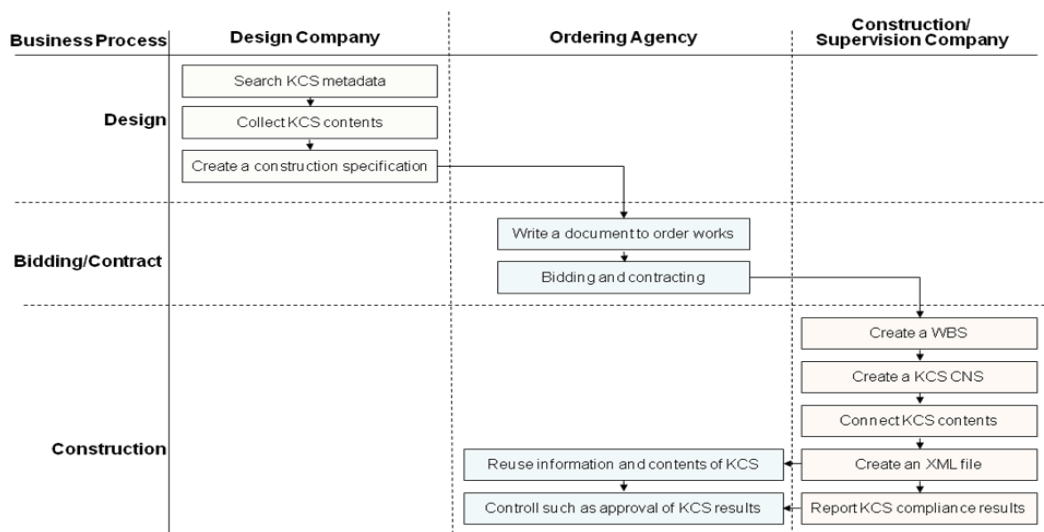 Business Process
Design Company
Ordering Agency
Construction/
Supervision Company
Design
Search KCS metadata
Collect KCS contents
Create a construction specification
Bidding/Contract
Write a document to order works
Bidding and contracting
Construction
Create a WBS
Create a KCS CNS
Connect KCS contents
Reuse information and contents of KCS
Create an XML file
Controll such as approval of KCS results
Report KCS compliance results